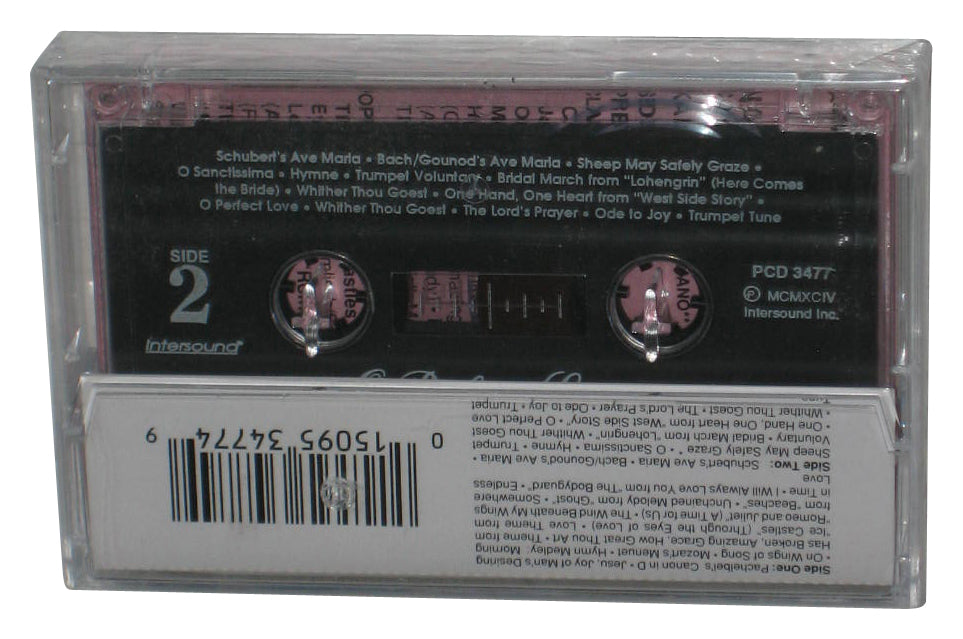 Schubert's Ave Maria • Bach/Gounod's Ave Maria • Sheep May Safely Graze •
O Sanctissima • Hymne • Trumpet Voluntary • Bridal March from "Lohengrin" (Here Comes
the Bride) • Whither Thou Goest • One Hand, One Heart from "West Side Story" •
O Perfect Love • Whither Thou Goest • The Lord's Prayer • Ode to Joy • Trumpet Tune
SIDE
2
Intersound
PCD 3477
℗ MCMXCIV
Intersound Inc.
Side One: Pachelbel's Canon in D • Jesu, Joy of Man's Desiring
• On Wings of Song • Mozart's Menuet • Hymn Medley: Morning
Has Broken, Amazing Grace, How Great Thou Art • Theme from
"Ice Castles" (Through the Eyes of Love) • Love Theme from
"Romeo and Juliet" (A Time for Us) • The Wind Beneath My Wings
from "Beaches" • Unchained Melody from "Ghost" • Somewhere
in Time • I Will Always Love You from "The Bodyguard" • Endless
Love
Side Two: Schubert's Ave Maria • Bach/Gounod's Ave Maria •
Sheep May Safely Graze • O Sanctissima • Hymne • Trumpet
Voluntary • Bridal March from "Lohengrin" • Whither Thou Goest
• One Hand, One Heart from "West Side Story" • O Perfect Love
• Whither Thou Goest • The Lord's Prayer • Ode to Joy • Trumpet
Tune
0 15095 34774 9